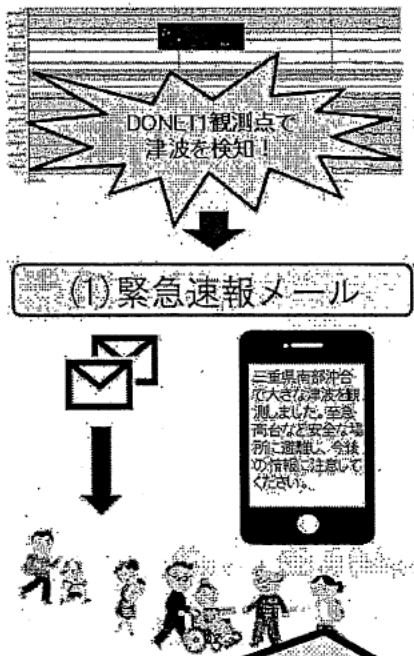 DONET1観測点で
津波を検知！
(1)緊急速報メール
三重県南部沖合
で大きな津波を観
測しました。至急、
高台など安全な場
所に避難し、今後
の情報に注意して
ください。